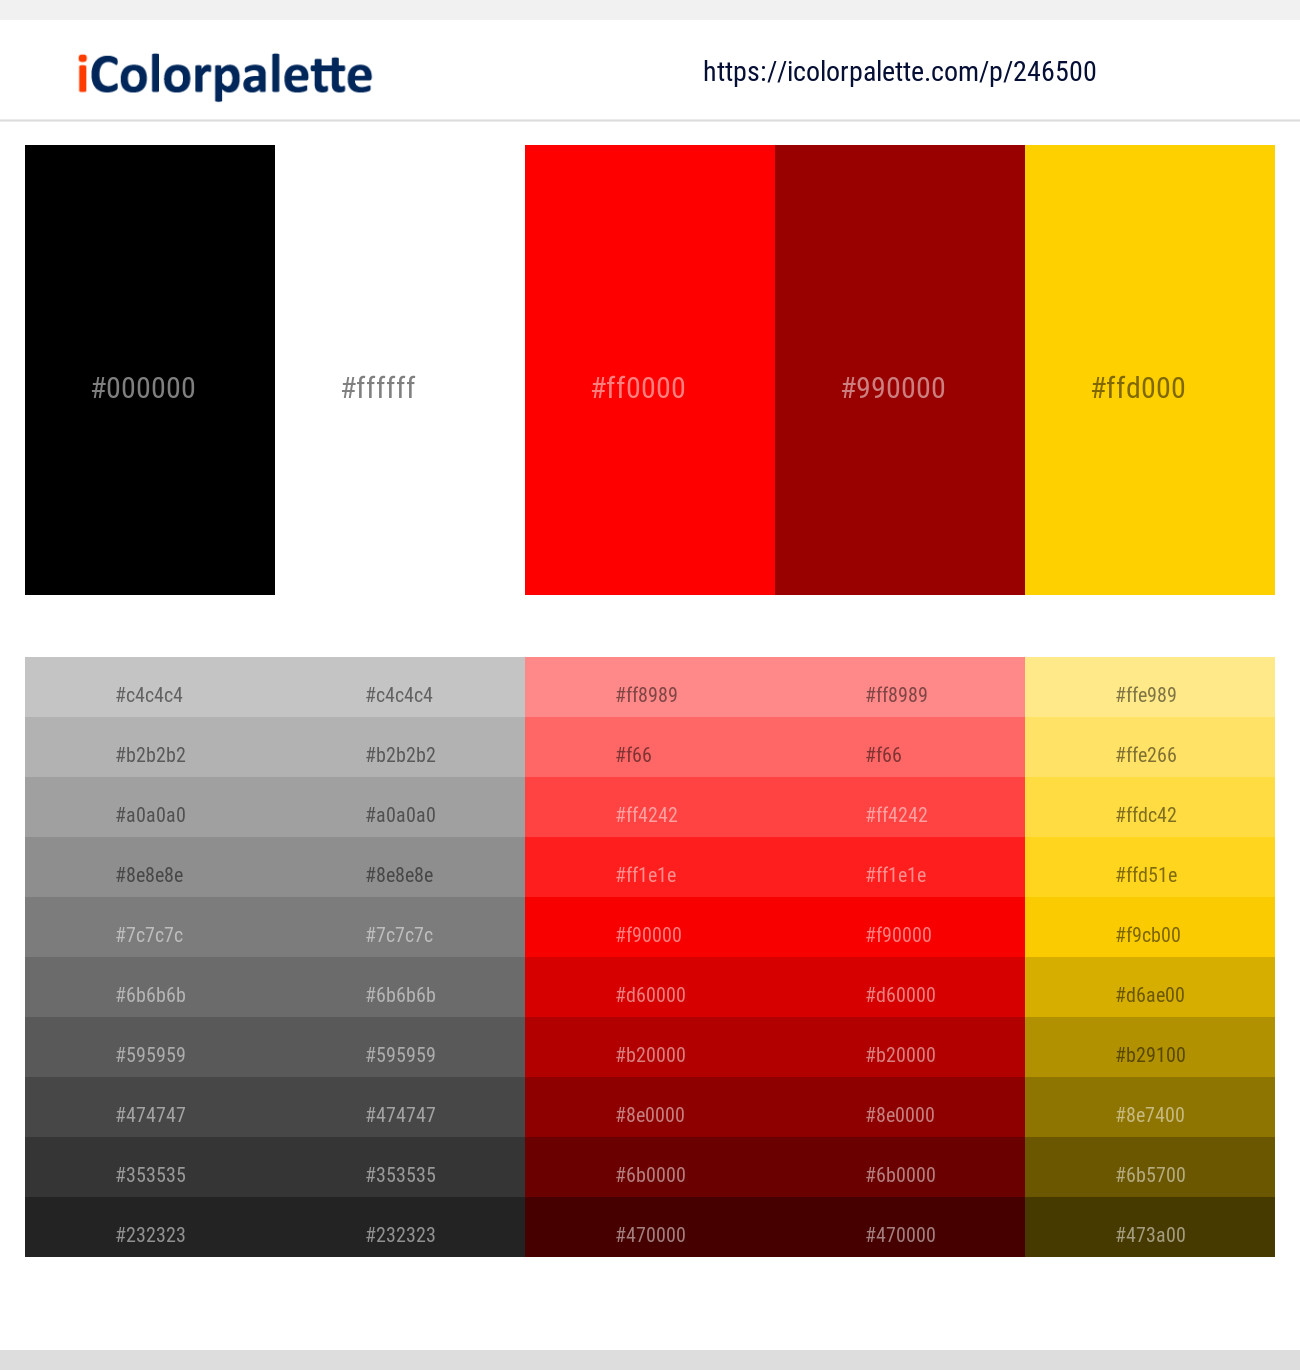 iColorpalette https://icolorpalette.com/p/246500
#000000 #ffffff #ff0000 #990000 #ffd000
#c4c4c4 #c4c4c4 #ff8989 #ff8989 #ffe989
#b2b2b2 #b2b2b2 #f66 #f66 #ffe266
#a0a0a0 #a0a0a0 #ff4242 #ff4242 #ffdc42
#8e8e8e #8e8e8e #ff1e1e #ff1e1e #ffd51e
#7c7c7c #7c7c7c #f90000 #f90000 #f9cb00
#6b6b6b #6b6b6b #d60000 #d60000 #d6ae00
#595959 #595959 #b20000 #b20000 #b29100
#474747 #474747 #8e0000 #8e0000 #8e7400
#353535 #353535 #6b0000 #6b0000 #6b5700
#232323 #232323 #470000 #470000 #473a00